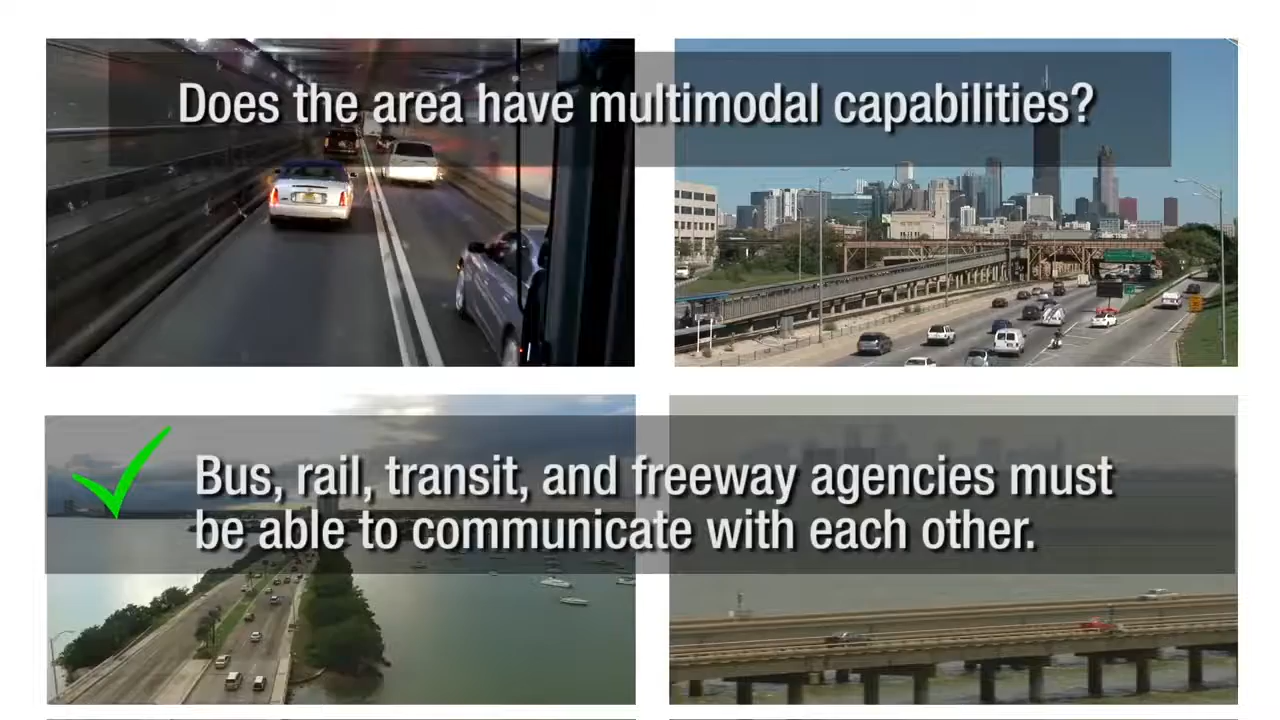 Does the area have multimodal capabilities?
Bus, rail, transit, and freeway agencies must
be able to communicate with each other.